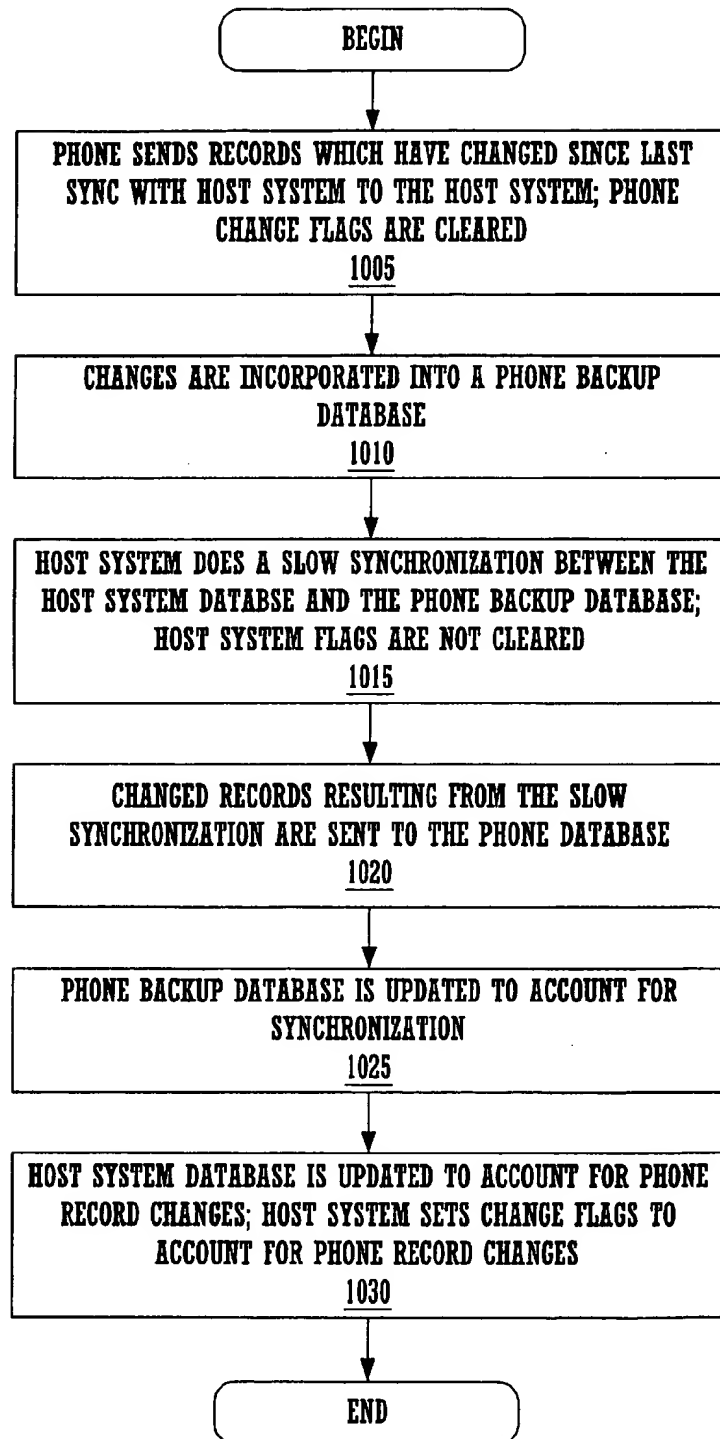 BEGIN
PHONE SENDS RECORDS WHICH HAVE CHANGED SINCE LAST
SYNC WITH HOST SYSTEM TO THE HOST SYSTEM; PHONE
CHANGE FLAGS ARE CLEARED
1005
CHANGES ARE INCORPORATED INTO A PHONE BACKUP
DATABASE
1010
HOST SYSTEM DOES A SLOW SYNCHRONIZATION BETWEEN THE
HOST SYSTEM DATABSE AND THE PHONE BACKUP DATABASE;
HOST SYSTEM FLAGS ARE NOT CLEARED
1015
CHANGED RECORDS RESULTING FROM THE SLOW
SYNCHRONIZATION ARE SENT TO THE PHONE DATABASE
1020
PHONE BACKUP DATABASE IS UPDATED TO ACCOUNT FOR
SYNCHRONIZATION
1025
HOST SYSTEM DATABASE IS UPDATED TO ACCOUNT FOR PHONE
RECORD CHANGES; HOST SYSTEM SETS CHANGE FLAGS TO
ACCOUNT FOR PHONE RECORD CHANGES
1030
END